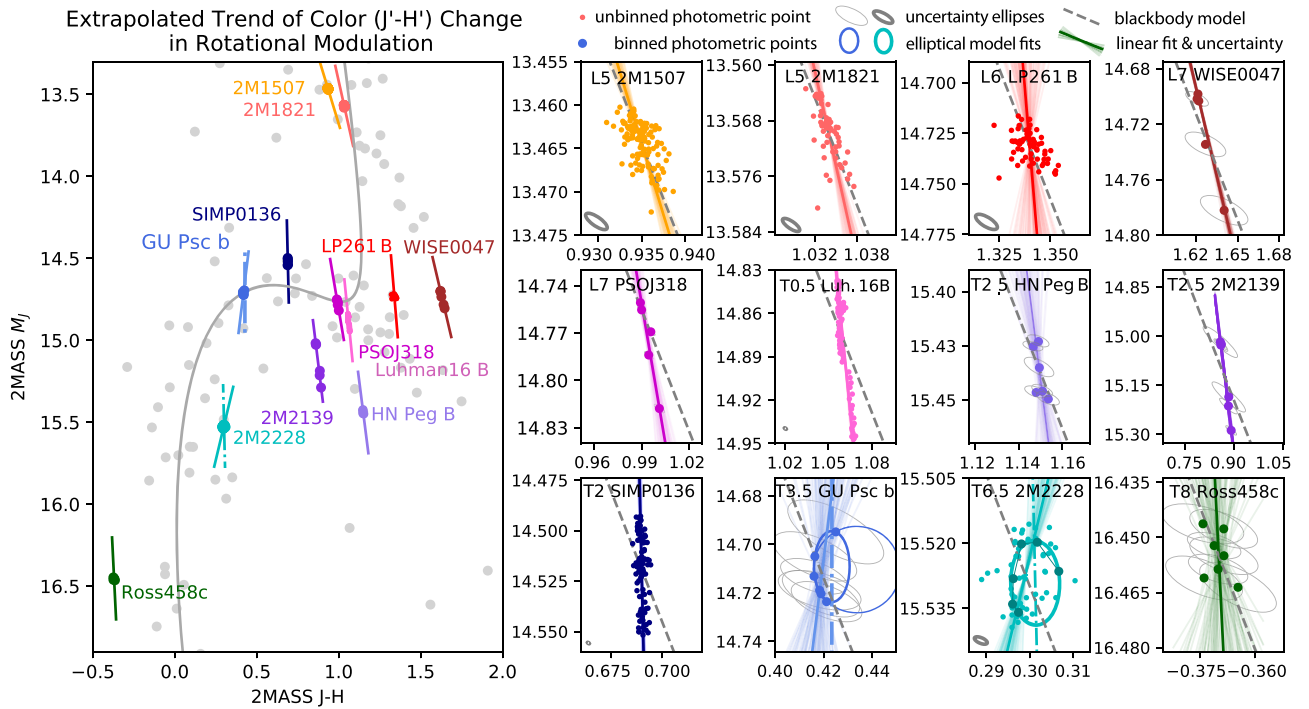 Extrapolated Trend of Color (J'-H') Change
in Rotational Modulation
unbinned photometric point
binned photometric points
uncertainty ellipses
elliptical model fits
blackbody model
linear fit & uncertainty
2MASS MJ
13.5
14.0
14.5
15.0
15.5
16.0
16.5
−0.5
0.0
0.5
1.0
1.5
2.0
2MASS J-H
2M1507
2M1821
SIMP0136
GU Psc b
LP261 B
WISE0047
PSOJ318
Luhman16 B
2M2139
HN Peg B
2M2228
Ross458c
L5 2M1507
13.455
13.460
13.465
13.470
13.475
0.930
0.935
0.940
L5 2M1821
13.560
13.568
13.576
13.584
1.032
1.038
L6 LP261 B
14.700
14.725
14.750
14.775
1.320
1.335
1.350
L7 WISE0047
14.68
14.72
14.76
14.80
1.62
1.65
1.68
L7 PSOJ318
14.74
14.77
14.80
14.83
0.96
0.99
1.02
T0.5 Luh. 16B
14.83
14.86
14.89
14.92
14.95
1.02
1.05
1.08
T2.5 HN Peg B
15.40
15.43
15.45
1.12
1.14
1.16
T2.5 2M2139
14.85
15.00
15.15
15.30
0.75
0.90
1.05
T2 SIMP0136
14.475
14.500
14.525
14.550
0.675
0.700
T3.5 GU Psc b
14.68
14.70
14.72
14.74
0.40
0.42
0.44
T6.5 2M2228
15.505
15.520
15.535
0.29
0.30
0.31
T8 Ross458c
16.435
16.450
16.465
16.480
−0.375
−0.360